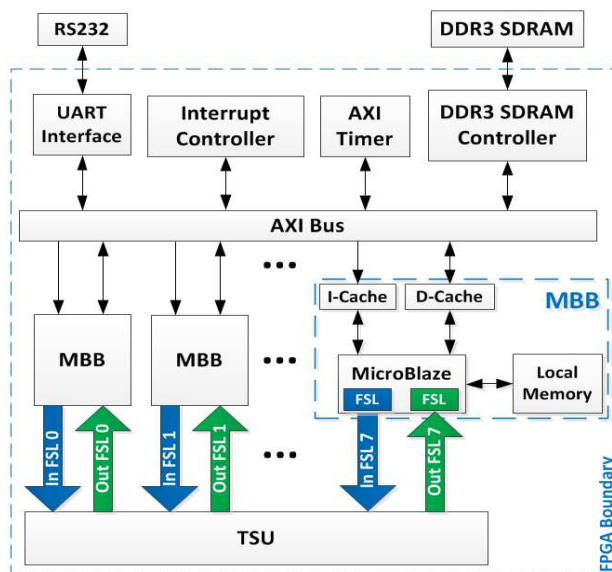 RS232
DDR3 SDRAM
UART
Interface
Interrupt
Controller
AXI
Timer
DDR3 SDRAM
Controller
AXI Bus
MBB
MBB
I-Cache
D-Cache
MBB
MicroBlaze
FSL
FSL
Local
Memory
In FSL 0
Out FSL 0
In FSL 1
Out FSL 1
In FSL 7
Out FSL 7
TSU
FPGA Boundary